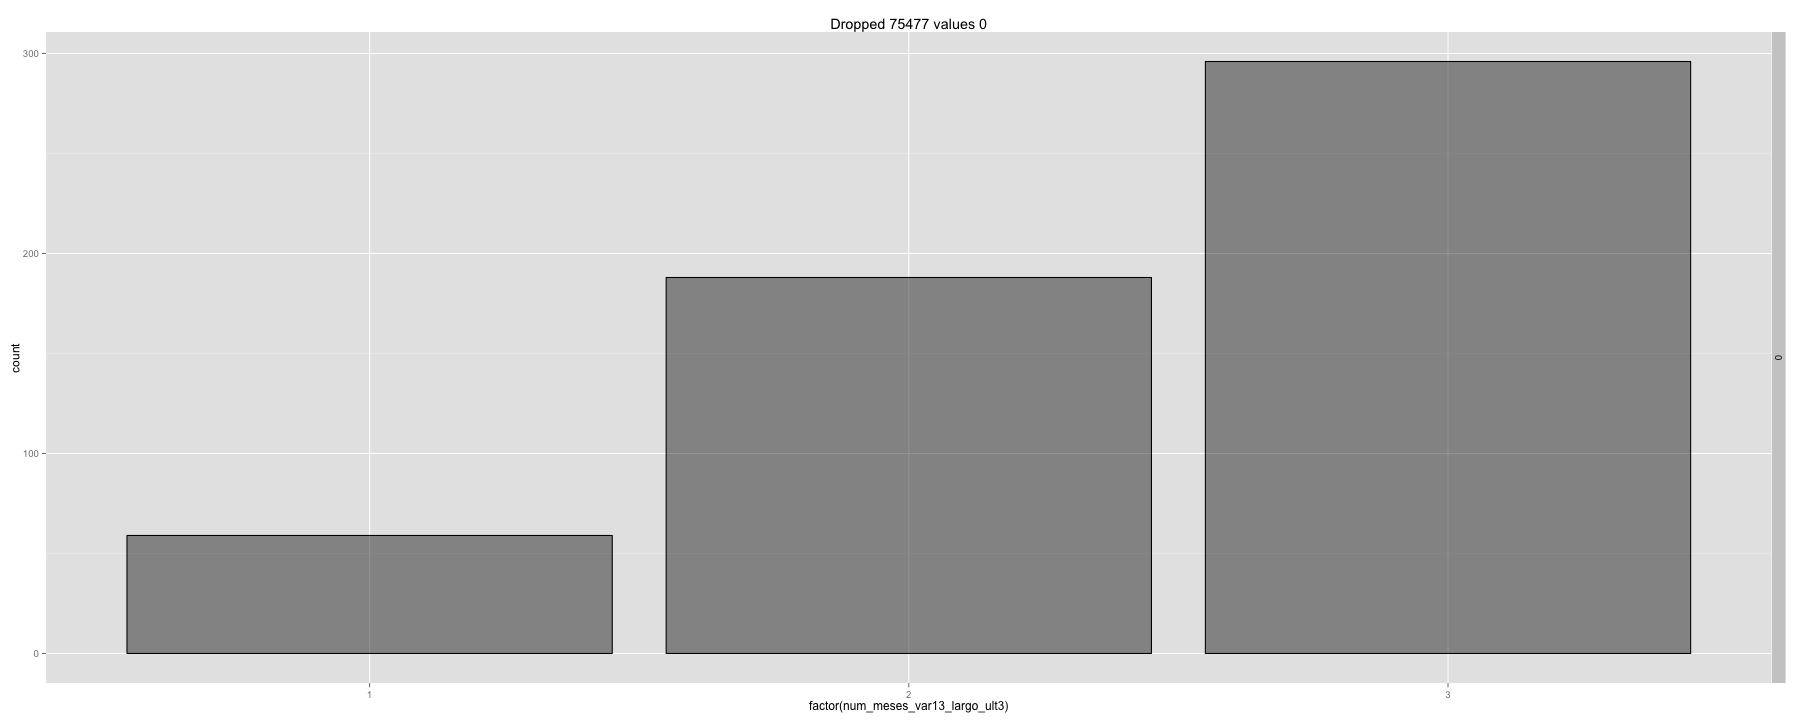 Dropped 75477 values 0
300
200
100
0
count
0
1 2 3
factor(num_meses_var13_largo_ult3)